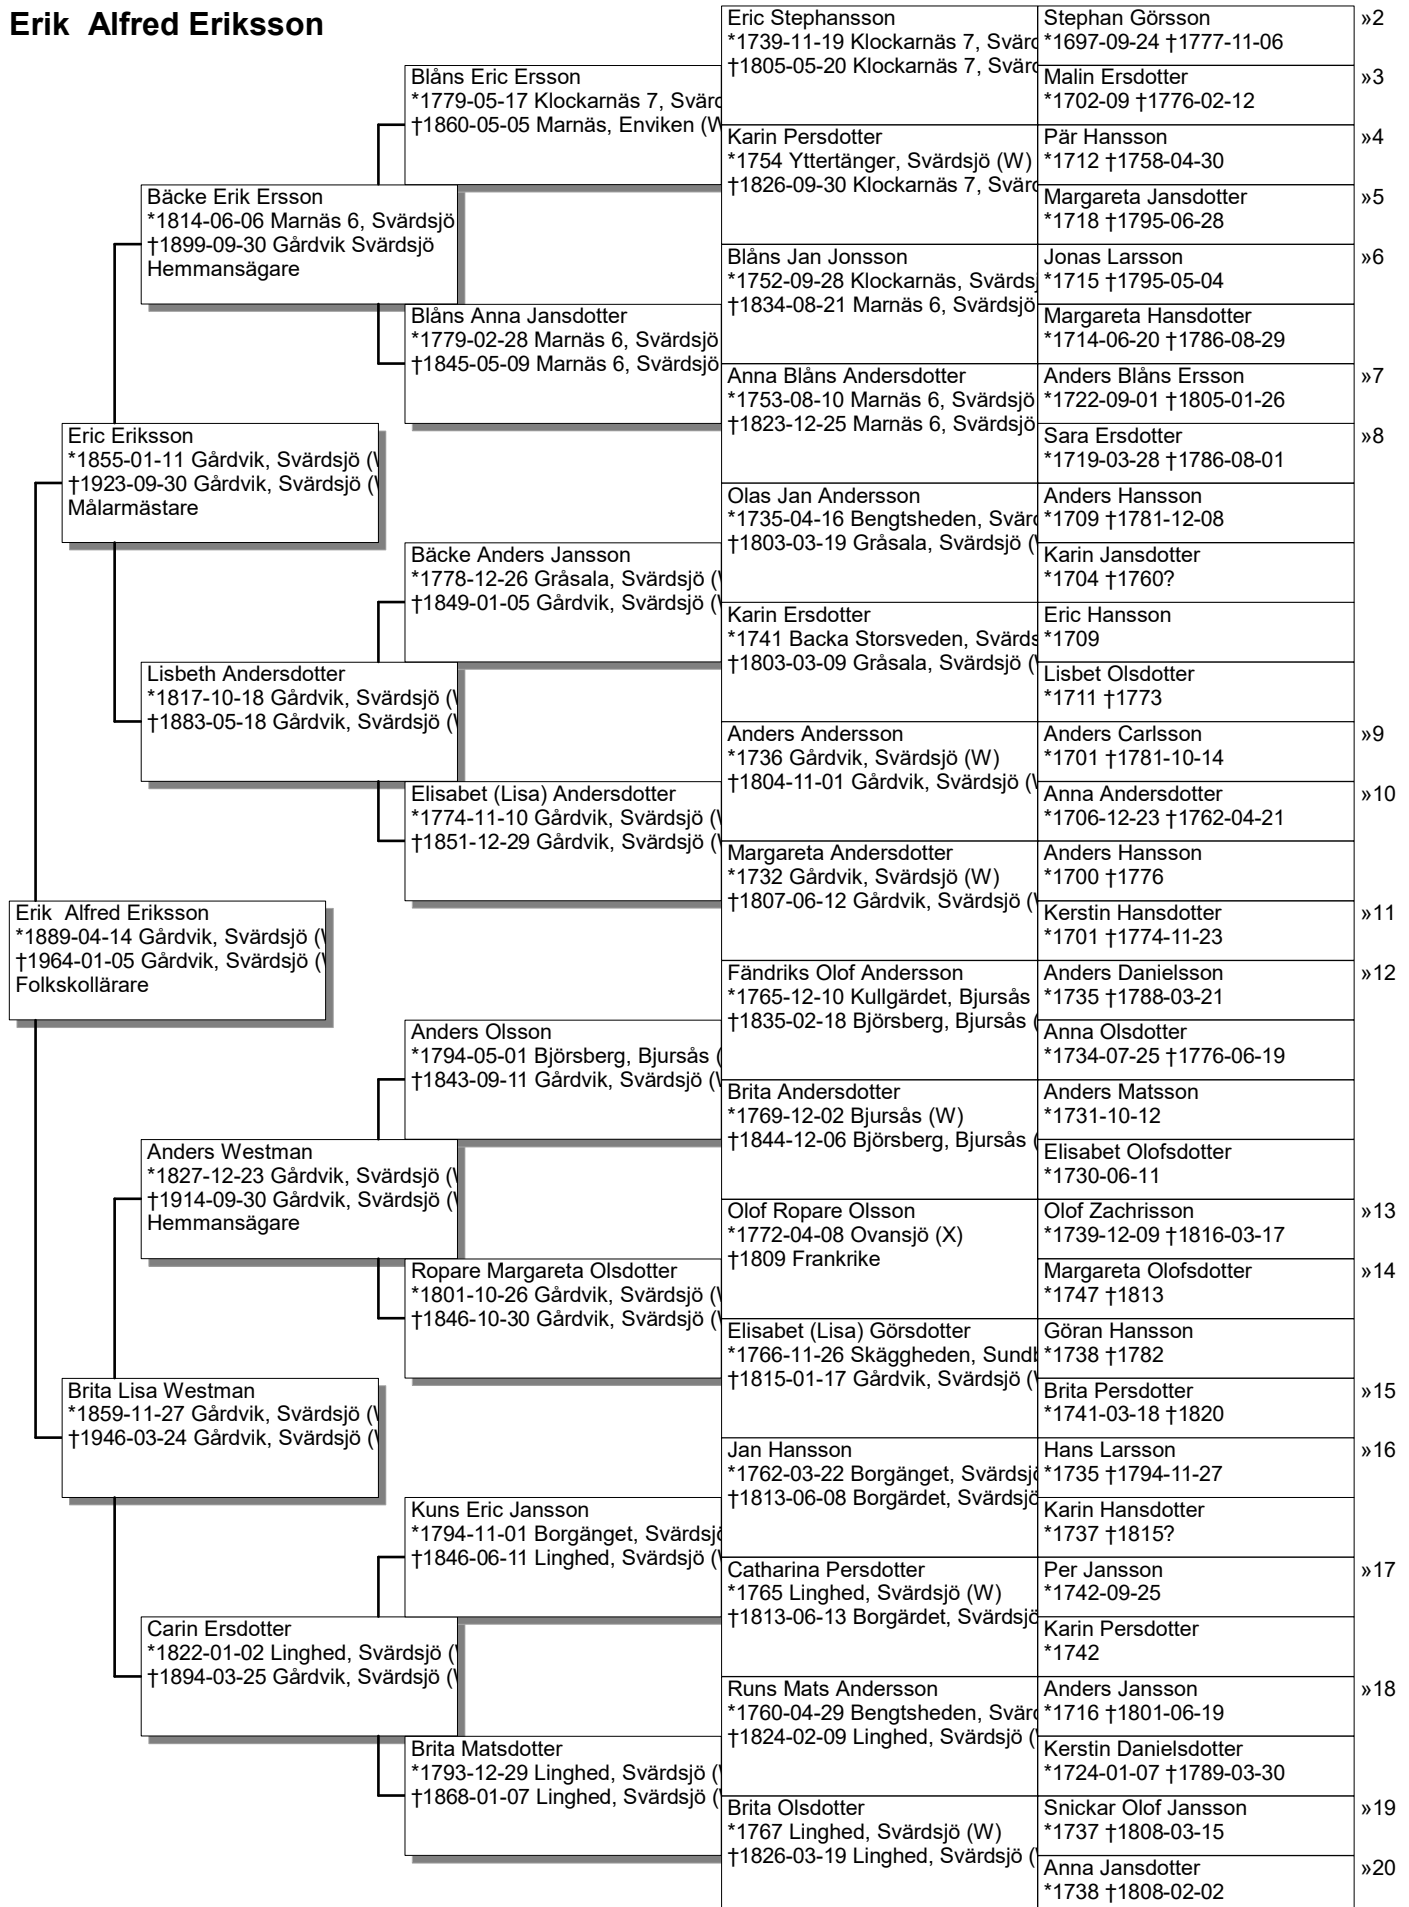 Erik  Alfred Eriksson
Erik  Alfred Eriksson
*1889-04-14 Gårdvik, Svärdsjö (
†1964-01-05 Gårdvik, Svärdsjö (
Folkskollärare
Eric Eriksson
*1855-01-11 Gårdvik, Svärdsjö (
†1923-09-30 Gårdvik, Svärdsjö (
Målarmästare
Brita Lisa Westman
*1859-11-27 Gårdvik, Svärdsjö (
†1946-03-24 Gårdvik, Svärdsjö (
Bäcke Erik Ersson
*1814-06-06 Marnäs 6, Svärdsjö
†1899-09-30 Gårdvik Svärdsjö
Hemmansägare
Lisbeth Andersdotter
*1817-10-18 Gårdvik, Svärdsjö (
†1883-05-18 Gårdvik, Svärdsjö (
Anders Westman
*1827-12-23 Gårdvik, Svärdsjö (
†1914-09-30 Gårdvik, Svärdsjö (
Hemmansägare
Carin Ersdotter
*1822-01-02 Linghed, Svärdsjö (
†1894-03-25 Gårdvik, Svärdsjö (
Blåns Eric Ersson
*1779-05-17 Klockarnäs 7, Svärd
†1860-05-05 Marnäs, Enviken (W
Blåns Anna Jansdotter
*1779-02-28 Marnäs 6, Svärdsjö
†1845-05-09 Marnäs 6, Svärdsjö
Bäcke Anders Jansson
*1778-12-26 Gråsala, Svärdsjö (
†1849-01-05 Gårdvik, Svärdsjö (
Elisabet (Lisa) Andersdotter
*1774-11-10 Gårdvik, Svärdsjö (
†1851-12-29 Gårdvik, Svärdsjö (
Anders Olsson
*1794-05-01 Björsberg, Bjursås (
†1843-09-11 Gårdvik, Svärdsjö (
Ropare Margareta Olsdotter
*1801-10-26 Gårdvik, Svärdsjö (
†1846-10-30 Gårdvik, Svärdsjö (
Kuns Eric Jansson
*1794-11-01 Borgänget, Svärdsjö
†1846-06-11 Linghed, Svärdsjö (
Brita Matsdotter
*1793-12-29 Linghed, Svärdsjö (
†1868-01-07 Linghed, Svärdsjö (
Eric Stephansson
*1739-11-19 Klockarnäs 7, Svärd
†1805-05-20 Klockarnäs 7, Svärd
Karin Persdotter
*1754 Yttertänger, Svärdsjö (W)
†1826-09-30 Klockarnäs 7, Svärd
Blåns Jan Jonsson
*1752-09-28 Klockarnäs, Svärdsj
†1834-08-21 Marnäs 6, Svärdsjö
Anna Blåns Andersdotter
*1753-08-10 Marnäs 6, Svärdsjö
†1823-12-25 Marnäs 6, Svärdsjö
Olas Jan Andersson
*1735-04-16 Bengtsheden, Svärd
†1803-03-19 Gråsala, Svärdsjö (
Karin Ersdotter
*1741 Backa Storsveden, Svärds
†1803-03-09 Gråsala, Svärdsjö (
Anders Andersson
*1736 Gårdvik, Svärdsjö (W)
†1804-11-01 Gårdvik, Svärdsjö (
Margareta Andersdotter
*1732 Gårdvik, Svärdsjö (W)
†1807-06-12 Gårdvik, Svärdsjö (
Fändriks Olof Andersson
*1765-12-10 Kullgärdet, Bjursås
†1835-02-18 Björsberg, Bjursås (
Brita Andersdotter
*1769-12-02 Bjursås (W)
†1844-12-06 Björsberg, Bjursås (
Olof Ropare Olsson
*1772-04-08 Ovansjö (X)
†1809 Frankrike
Elisabet (Lisa) Görsdotter
*1766-11-26 Skäggheden, Sundb
†1815-01-17 Gårdvik, Svärdsjö (
Jan Hansson
*1762-03-22 Borgänget, Svärdsjö
†1813-06-08 Borgärdet, Svärdsjö
Catharina Persdotter
*1765 Linghed, Svärdsjö (W)
†1813-06-13 Borgärdet, Svärdsjö
Runs Mats Andersson
*1760-04-29 Bengtsheden, Svärd
†1824-02-09 Linghed, Svärdsjö (
Brita Olsdotter
*1767 Linghed, Svärdsjö (W)
†1826-03-19 Linghed, Svärdsjö (
Stephan Görsson »2
*1697-09-24 †1777-11-06
Malin Ersdotter »3
*1702-09 †1776-02-12
Pär Hansson »4
*1712 †1758-04-30
Margareta Jansdotter »5
*1718 †1795-06-28
Jonas Larsson »6
*1715 †1795-05-04
Margareta Hansdotter
*1714-06-20 †1786-08-29
Anders Blåns Ersson »7
*1722-09-01 †1805-01-26
Sara Ersdotter »8
*1719-03-28 †1786-08-01
Anders Hansson
*1709 †1781-12-08
Karin Jansdotter
*1704 †1760?
Eric Hansson
*1709
Lisbet Olsdotter
*1711 †1773
Anders Carlsson »9
*1701 †1781-10-14
Anna Andersdotter »10
*1706-12-23 †1762-04-21
Anders Hansson
*1700 †1776
Kerstin Hansdotter »11
*1701 †1774-11-23
Anders Danielsson »12
*1735 †1788-03-21
Anna Olsdotter
*1734-07-25 †1776-06-19
Anders Matsson
*1731-10-12
Elisabet Olofsdotter
*1730-06-11
Olof Zachrisson »13
*1739-12-09 †1816-03-17
Margareta Olofsdotter »14
*1747 †1813
Göran Hansson
*1738 †1782
Brita Persdotter »15
*1741-03-18 †1820
Hans Larsson »16
*1735 †1794-11-27
Karin Hansdotter
*1737 †1815?
Per Jansson »17
*1742-09-25
Karin Persdotter
*1742
Anders Jansson »18
*1716 †1801-06-19
Kerstin Danielsdotter
*1724-01-07 †1789-03-30
Snickar Olof Jansson »19
*1737 †1808-03-15
Anna Jansdotter »20
*1738 †1808-02-02